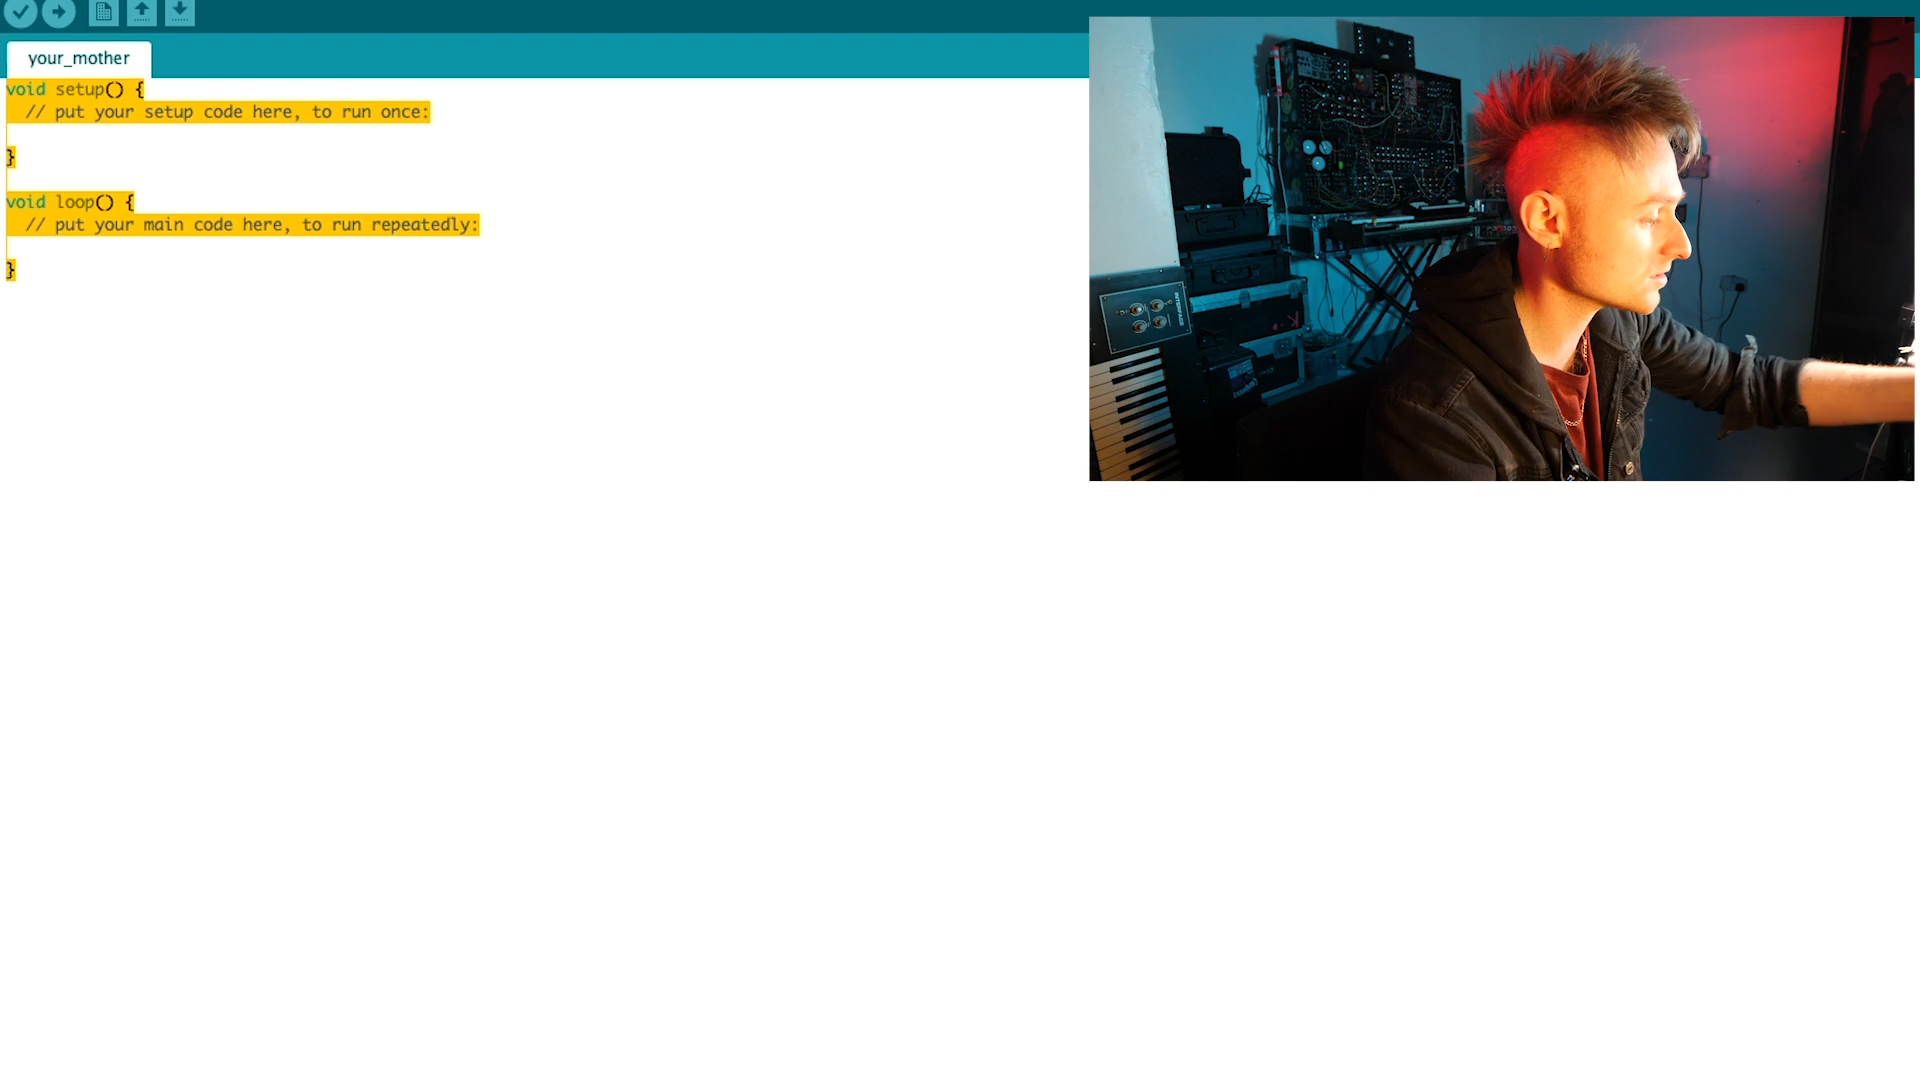 your_mother
void setup() {
// put your setup code here, to run once:
}
void loop() {
// put your main code here, to run repeatedly:
}
INTERFACE